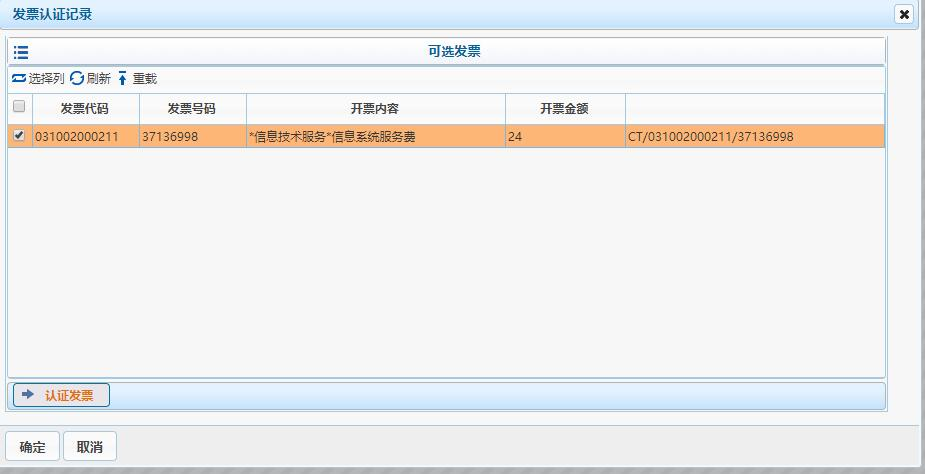 发票认证记录
可选发票
选择列 刷新 重载
发票代码 发票号码 开票内容 开票金额
031002000211 37136998 *信息技术服务*信息系统服务费 24 CT/031002000211/37136998
认证发票
确定 取消